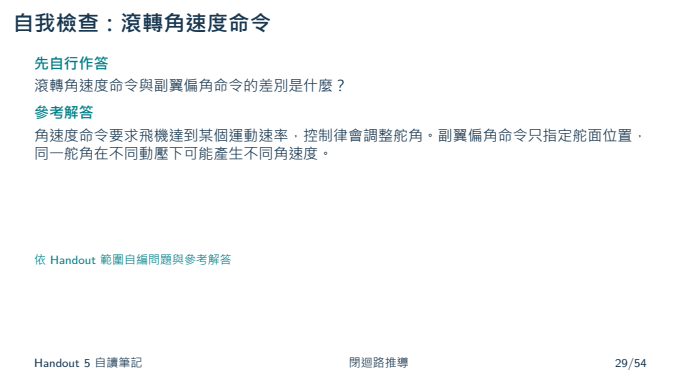 自我檢查：滾轉角速度命令
先自行作答
滾轉角速度命令與副翼偏角命令的差別是什麼？
參考解答
角速度命令要求飛機達到某個運動速率，控制律會調整舵角。副翼偏角命令只指定舵面位置，
同一舵角在不同動壓下可能產生不同角速度。
依 Handout 範圍自編問題與參考解答
Handout 5 自讀筆記
閉迴路推導
29/54